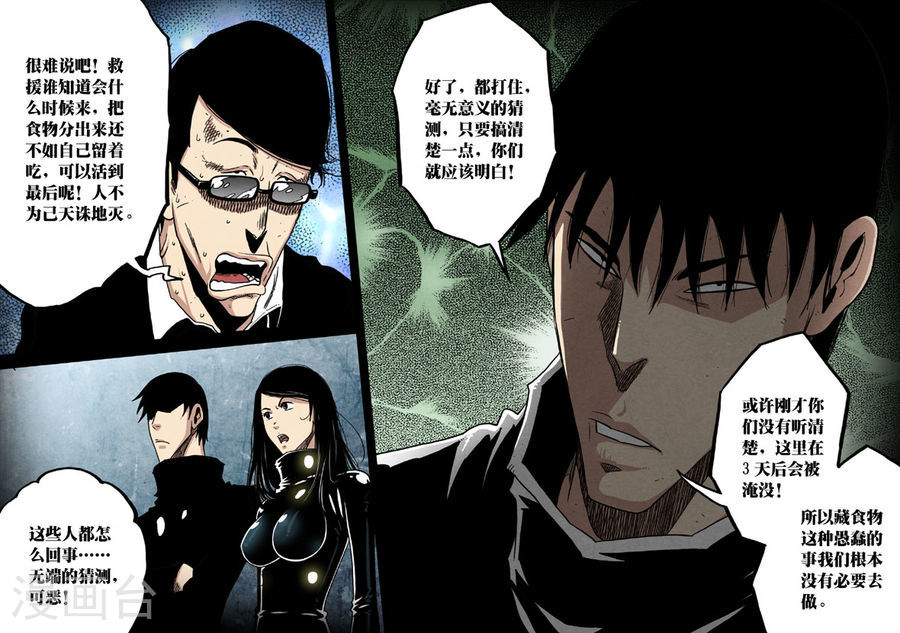 很难说吧！救
援谁知道会什
么时候来，把
食物分出来还
不如自己留着
吃，可以活到
最后呢！人不
为己天诛地灭。
这些人都怎
么回事……
无端的猜测，
可恶！
好了，都打住，
毫无意义的猜
测，只要搞清
楚一点，你们
就应该明白！
或许刚才你
们没有听清
楚，这里在
3天后会被
淹没！
所以藏食物
这种愚蠢的
事我们根本
没有必要去
做。
漫画台